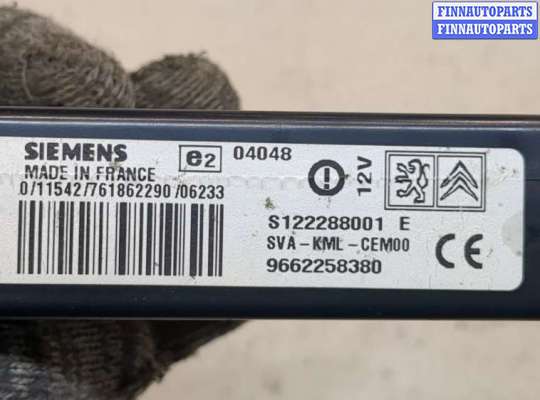 FINNAUTOPARTS
FINNAUTOPARTS
SIEMENS
MADE IN FRANCE
e2 04048
0/11542/761862290/06233
12V
S122288001 E
SVA-KML-CEM00
9662258380
CE